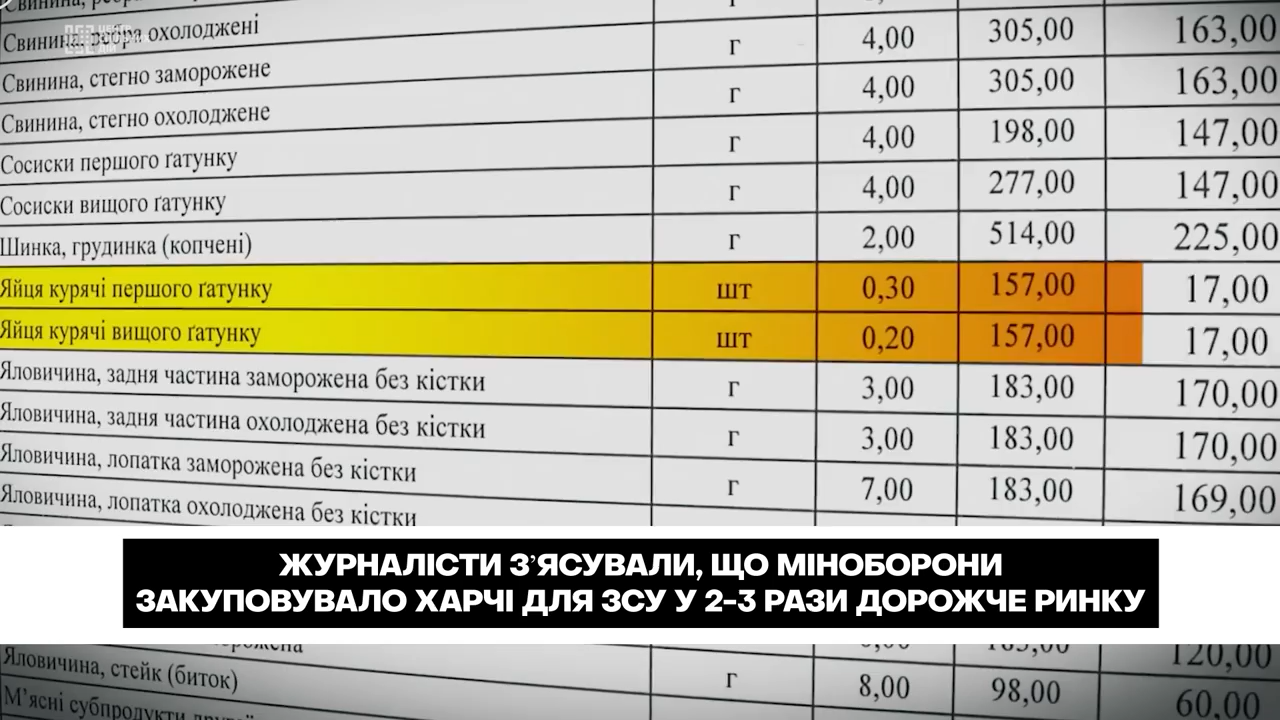 Свинина, ребра охолоджені г 4,00 305,00 163,00
Свинина, стегно заморожене г 4,00 305,00 163,00
Свинина, стегно охолоджене г 4,00 198,00 147,00
Сосиски першого ґатунку г 4,00 277,00 147,00
Сосиски вищого ґатунку г 2,00 514,00 225,00
Шинка, грудинка (копчені) шт 0,30 157,00 17,00
Яйця курячі першого ґатунку шт 0,20 157,00 17,00
Яйця курячі вищого ґатунку г 3,00 183,00 170,00
Яловичина, задня частина заморожена без кістки г 3,00 183,00 170,00
Яловичина, задня частина охолоджена без кістки г 7,00 183,00 169,00
Яловичина, лопатка заморожена без кістки
Яловичина, лопатка охолоджена без кістки
ЖУРНАЛІСТИ З’ЯСУВАЛИ, ЩО МІНОБОРОНИ
ЗАКУПОВУВАЛО ХАРЧІ ДЛЯ ЗСУ У 2–3 РАЗИ ДОРОЖЧЕ РИНКУ
120,00
Яловичина, стейк (биток) г 8,00 98,00 60,00
М’ясні субпродукти